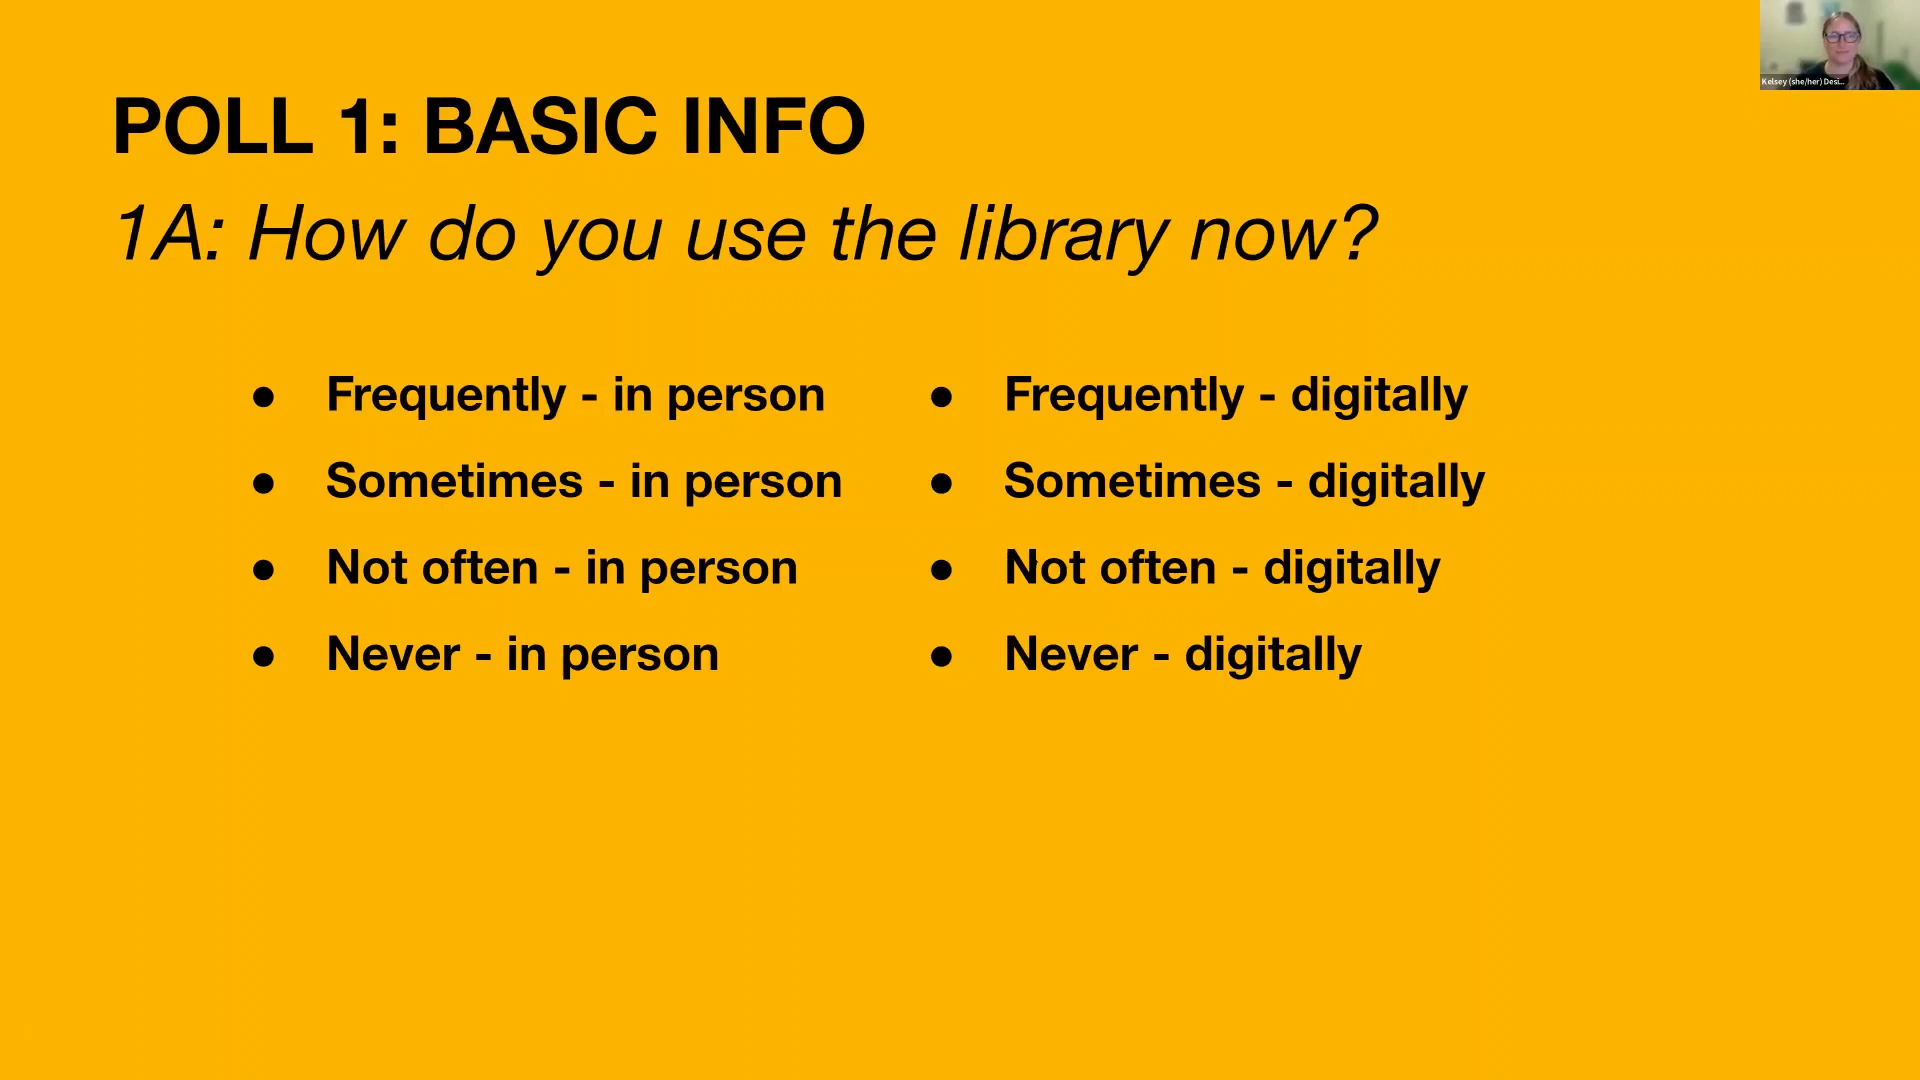 POLL 1: BASIC INFO
1A: How do you use the library now?
● Frequently - in person
● Sometimes - in person
● Not often - in person
● Never - in person
● Frequently - digitally
● Sometimes - digitally
● Not often - digitally
● Never - digitally
Kelsey (she/her) Desi...